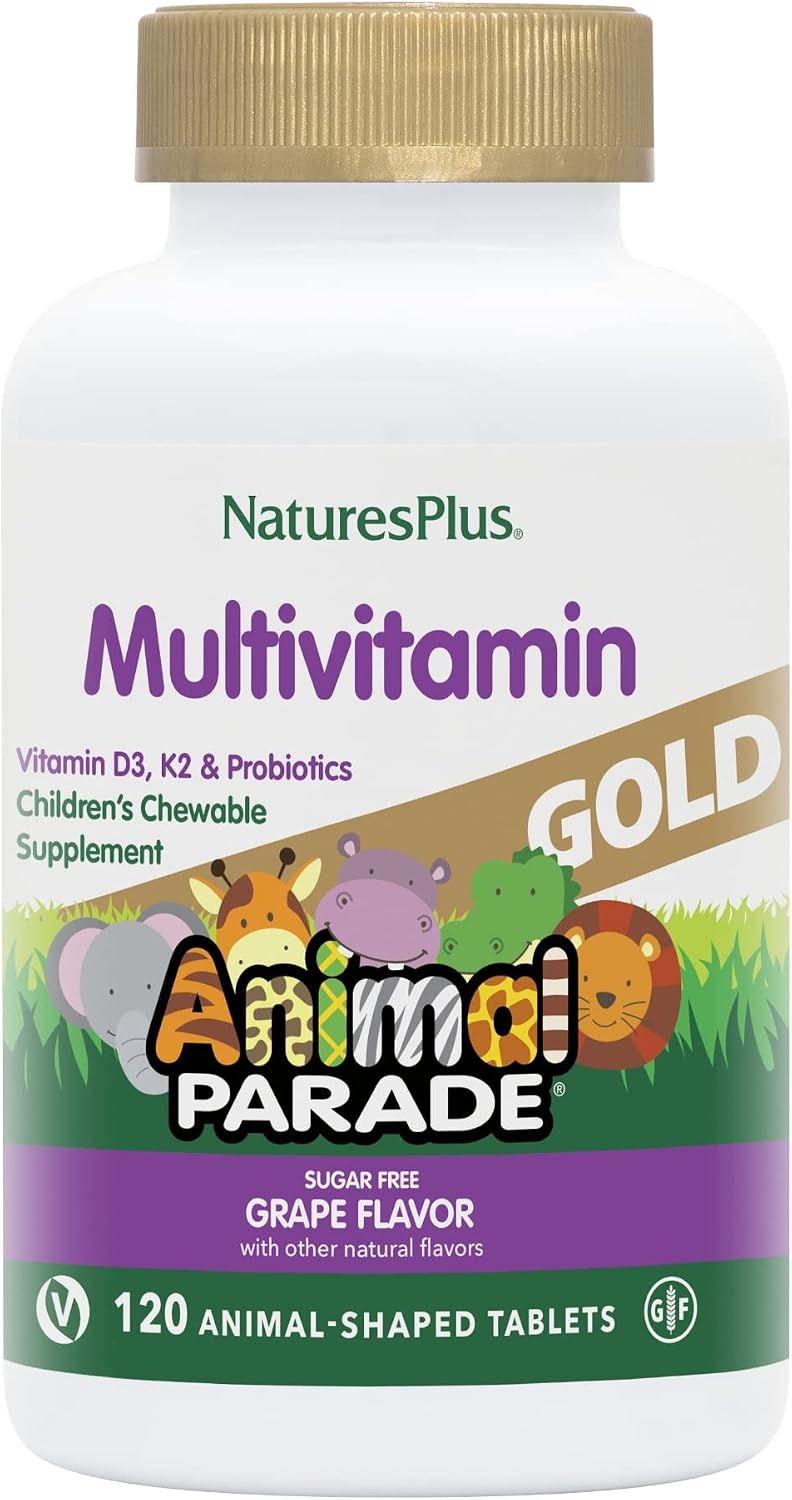 NaturesPlus®
Multivitamin
Vitamin D3, K2 & Probiotics
Children's Chewable
Supplement
GOLD
Animal
PARADE®
SUGAR FREE
GRAPE FLAVOR
with other natural flavors
V 120 ANIMAL-SHAPED TABLETS GF